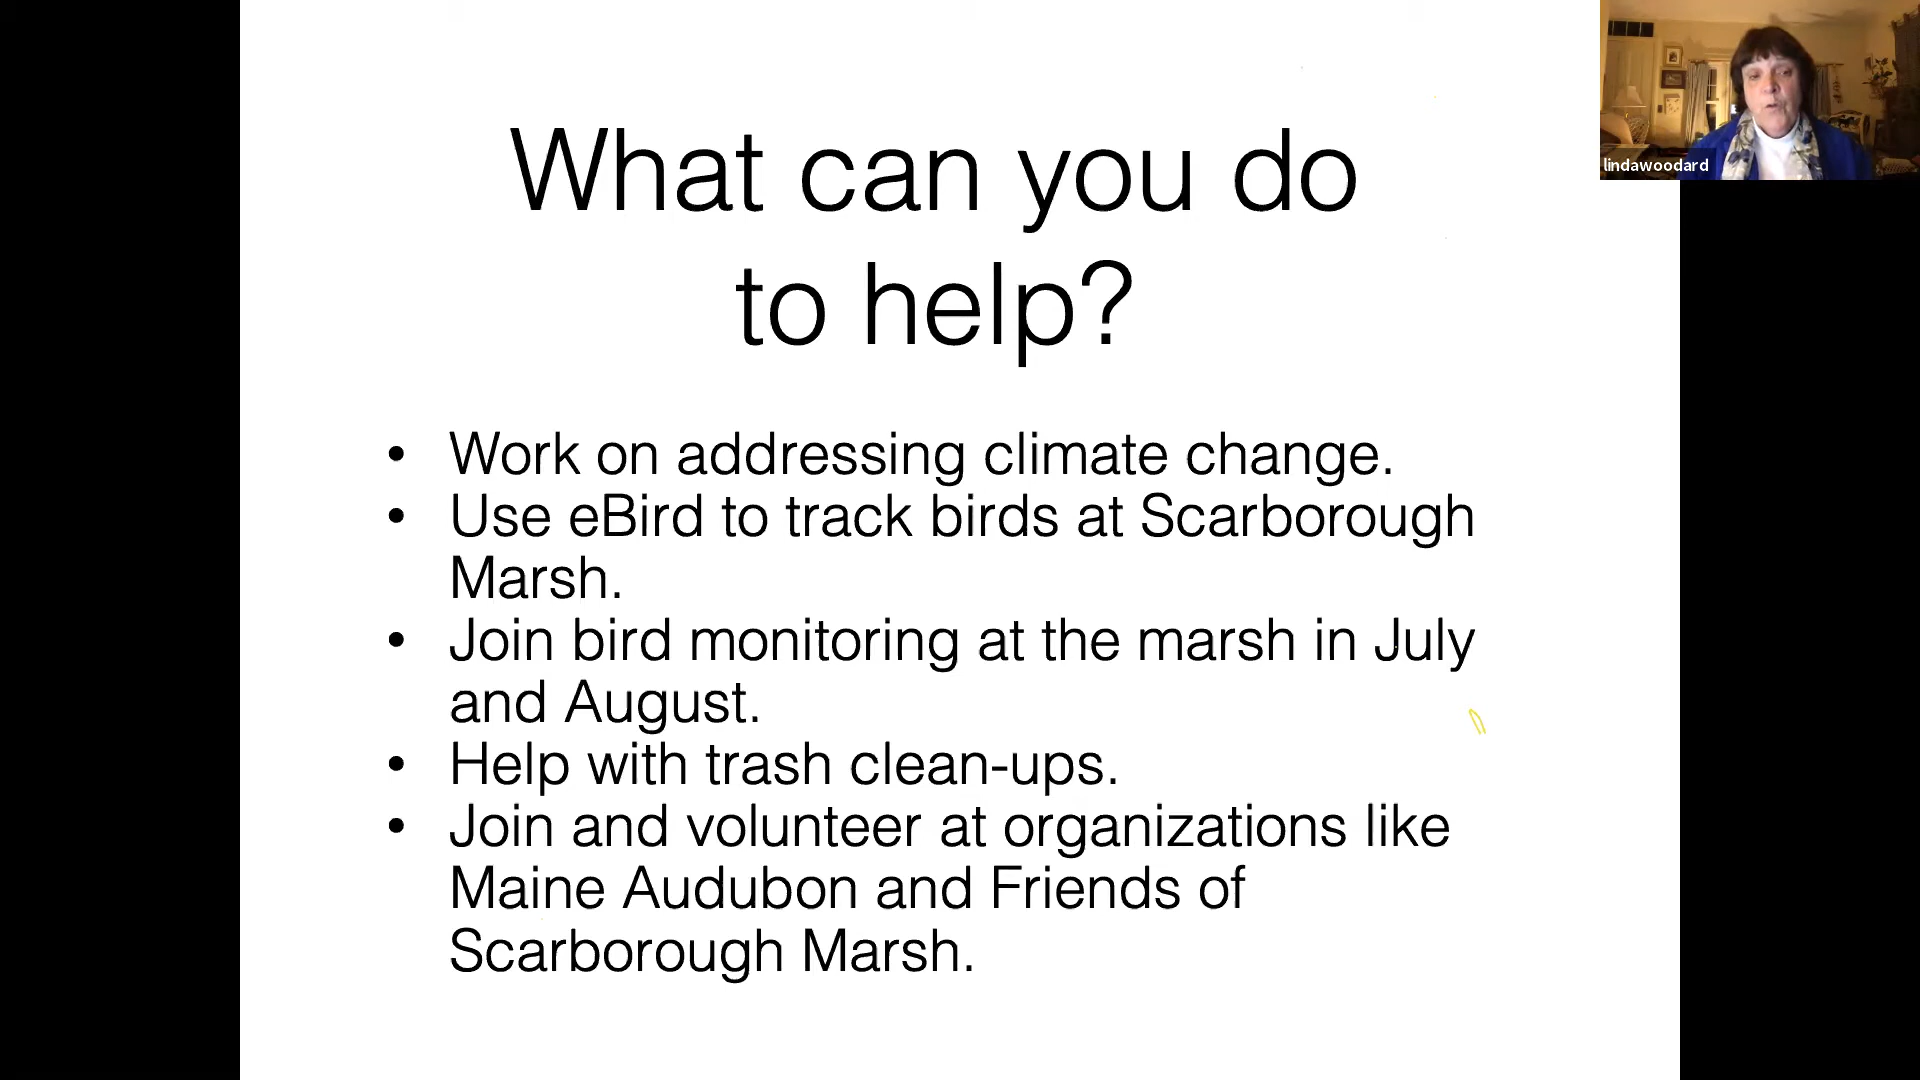 What can you do
to help?
• Work on addressing climate change.
• Use eBird to track birds at Scarborough
Marsh.
• Join bird monitoring at the marsh in July
and August.
• Help with trash clean-ups.
• Join and volunteer at organizations like
Maine Audubon and Friends of
Scarborough Marsh.
lindawoodard